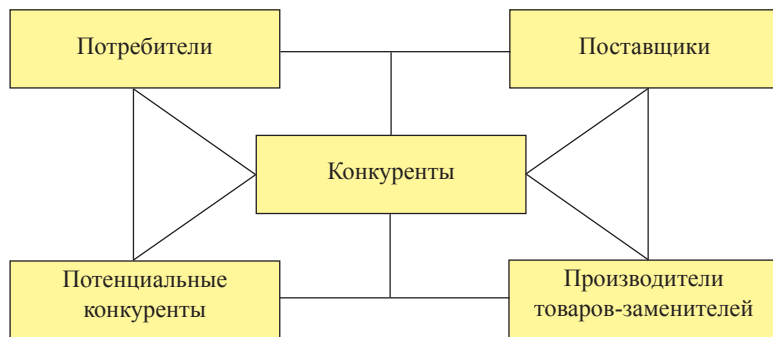 Потребители
Поставщики
Конкуренты
Потенциальные
конкуренты
Производители
товаров-заменителей